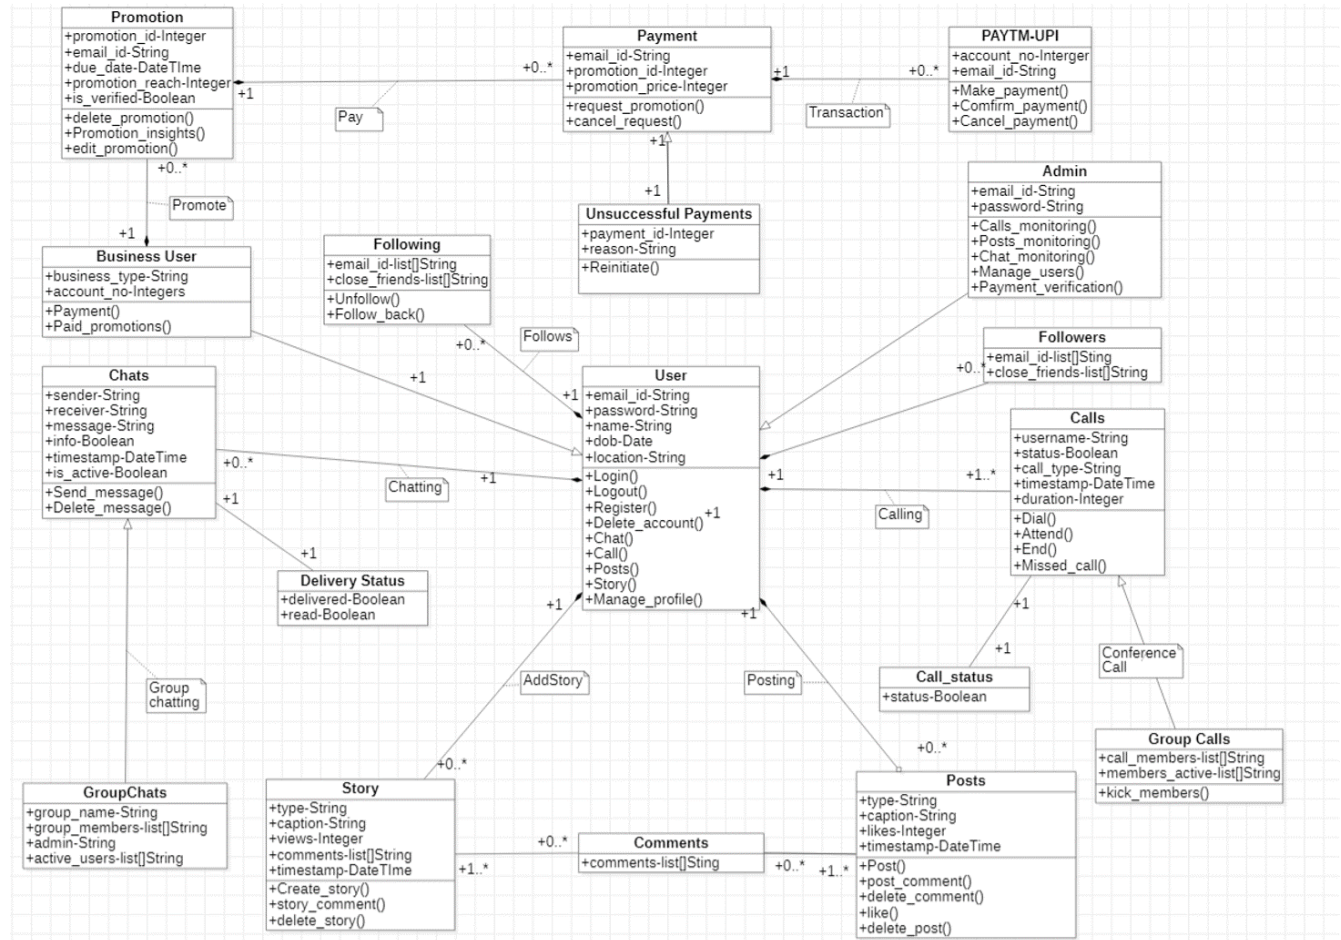 Promotion
+promotion_id-Integer
+email_id-String
+due_date-DateTIme
+promotion_reach-Integer
+is_verified-Boolean
+delete_promotion()
+Promotion_insights()
+edit_promotion()
+1
+0..*
Pay
+0..*
Payment
+email_id-String
+promotion_id-Integer
+promotion_price-Integer
+request_promotion()
+cancel_request()
+1
+0..*
Transaction
PAYTM-UPI
+account_no-Interger
+email_id-String
+Make_payment()
+Comfirm_payment()
+Cancel_payment()
+1
+1
Unsuccessful Payments
+payment_id-Integer
+reason-String
+Reinitiate()
Admin
+email_id-String
+password-String
+Calls_monitoring()
+Posts_monitoring()
+Chat_monitoring()
+Manage_users()
+Payment_verification()
Promote
+1
Business User
+business_type-String
+account_no-Integers
+Payment()
+Paid_promotions()
+1
Following
+email_id-list[]String
+close_friends-list[]String
+Unfollow()
+Follow_back()
+0..*
Follows
+1
Followers
+email_id-list[]Sting
+close_friends-list[]String
+0..*
Chats
+sender-String
+receiver-String
+message-String
+info-Boolean
+timestamp-DateTime
+is_active-Boolean
+Send_message()
+Delete_message()
+0..*
Chatting
+1
User
+email_id-String
+password-String
+name-String
+dob-Date
+location-String
+Login()
+Logout()
+Register()
+Delete_account()
+Chat()
+Call()
+Posts()
+Story()
+Manage_profile()
+1
+1
+1..*
Calling
Calls
+username-String
+status-Boolean
+call_type-String
+timestamp-DateTime
+duration-Integer
+Dial()
+Attend()
+End()
+Missed_call()
+1
+1
Delivery Status
+delivered-Boolean
+read-Boolean
+1
+1
+1
+1
Call_status
+status-Boolean
Conference
Call
Group
chatting
AddStory
Posting
+0..*
+0..*
Group Calls
+call_members-list[]String
+members_active-list[]String
+kick_members()
GroupChats
+group_name-String
+group_members-list[]String
+admin-String
+active_users-list[]String
Story
+type-String
+caption-String
+views-Integer
+comments-list[]String
+timestamp-DateTIme
+Create_story()
+story_comment()
+delete_story()
+0..*
+1..*
Comments
+comments-list[]Sting
+0..*
+1..*
Posts
+type-String
+caption-String
+likes-Integer
+timestamp-DateTime
+Post()
+post_comment()
+delete_comment()
+like()
+delete_post()